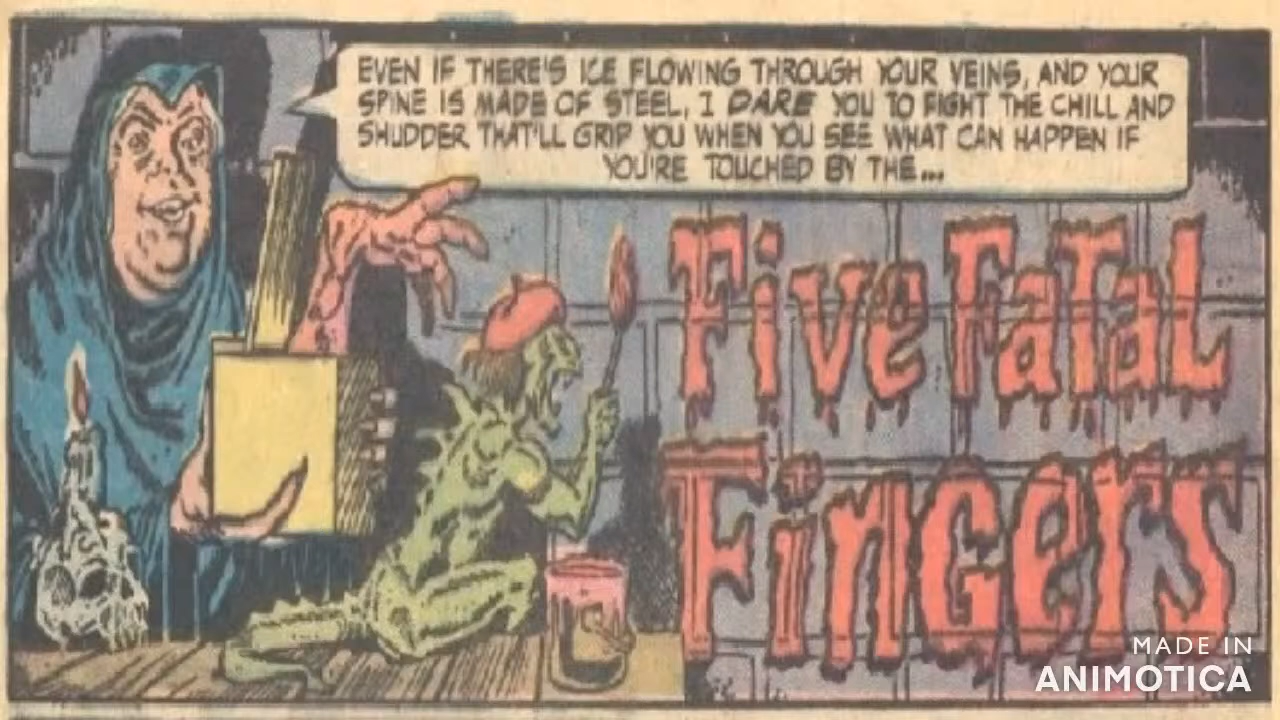 EVEN IF THERE'S ICE FLOWING THROUGH YOUR VEINS, AND YOUR
SPINE IS MADE OF STEEL, I DARE YOU TO FIGHT THE CHILL AND
SHUDDER THAT'LL GRIP YOU WHEN YOU SEE WHAT CAN HAPPEN IF
YOU'RE TOUCHED BY THE...
Five Fatal
Fingers
MADE IN
ANIMOTICA